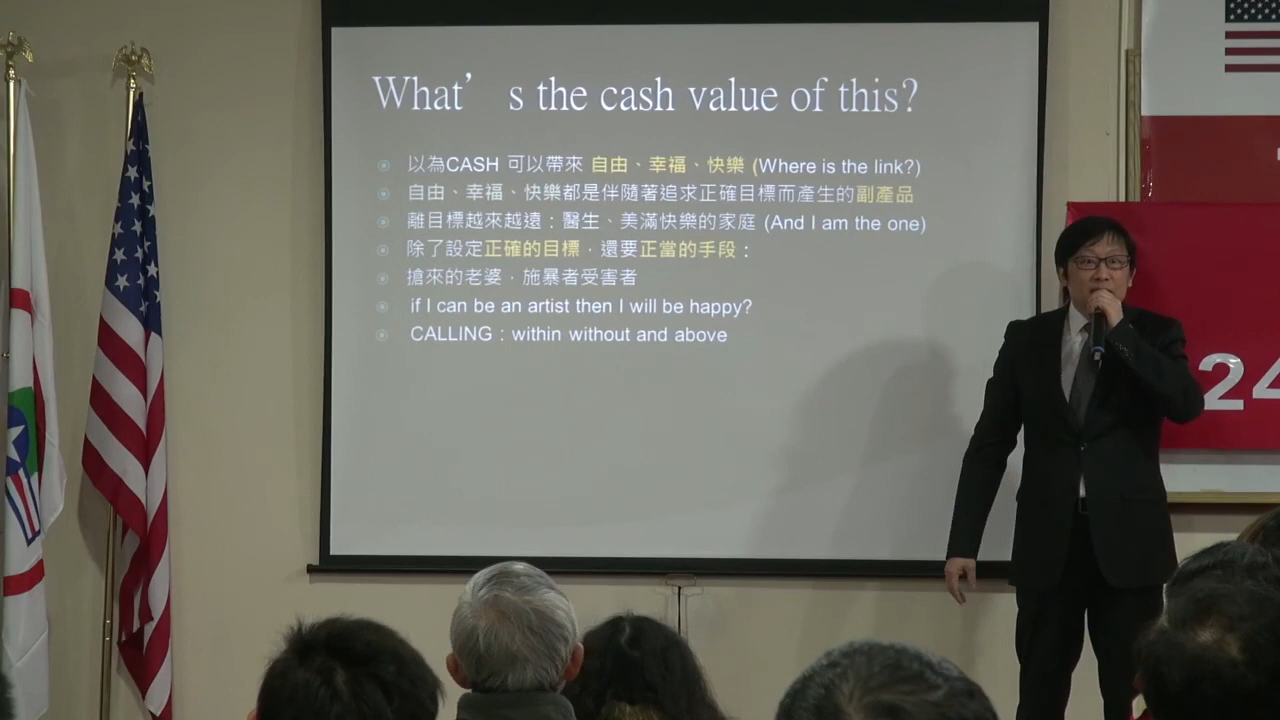 What’s the cash value of this?
以為CASH 可以帶來 自由、幸福、快樂 (Where is the link?)
自由、幸福、快樂都是伴隨著追求正確目標而產生的副產品
離目標越來越遠：醫生、美滿快樂的家庭 (And I am the one)
除了設定正確的目標，還要正當的手段：
搶來的老婆，施暴者受害者
if I can be an artist then I will be happy?
CALLING：within without and above
24